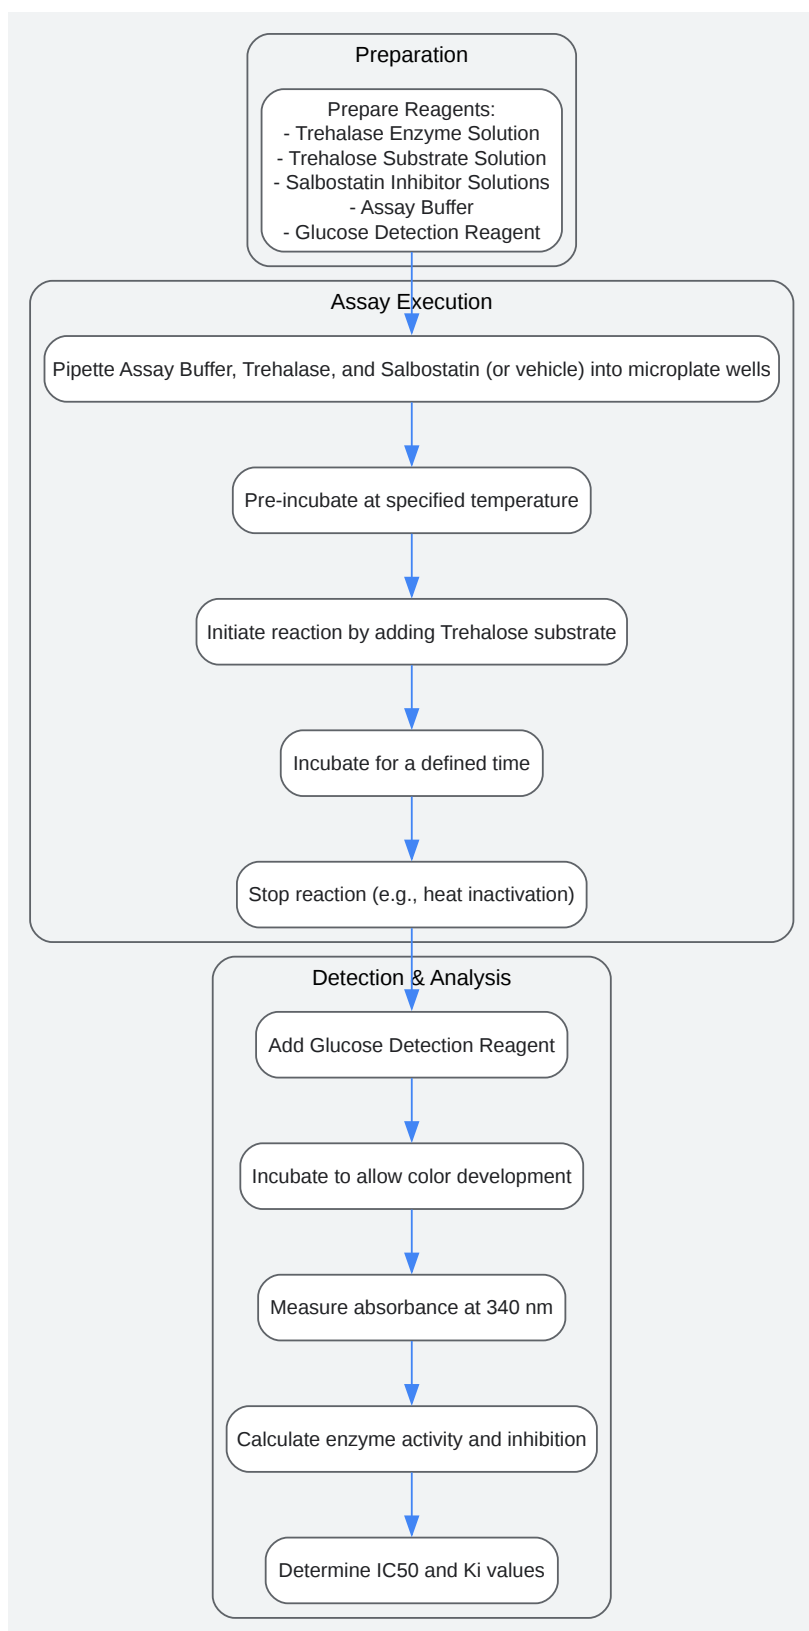 Preparation
Prepare Reagents:
- Trehalase Enzyme Solution
- Trehalose Substrate Solution
- Salbostatin Inhibitor Solutions
- Assay Buffer
- Glucose Detection Reagent
Assay Execution
Pipette Assay Buffer, Trehalase, and Salbostatin (or vehicle) into microplate wells
Pre-incubate at specified temperature
Initiate reaction by adding Trehalose substrate
Incubate for a defined time
Stop reaction (e.g., heat inactivation)
Detection & Analysis
Add Glucose Detection Reagent
Incubate to allow color development
Measure absorbance at 340 nm
Calculate enzyme activity and inhibition
Determine IC50 and Ki values